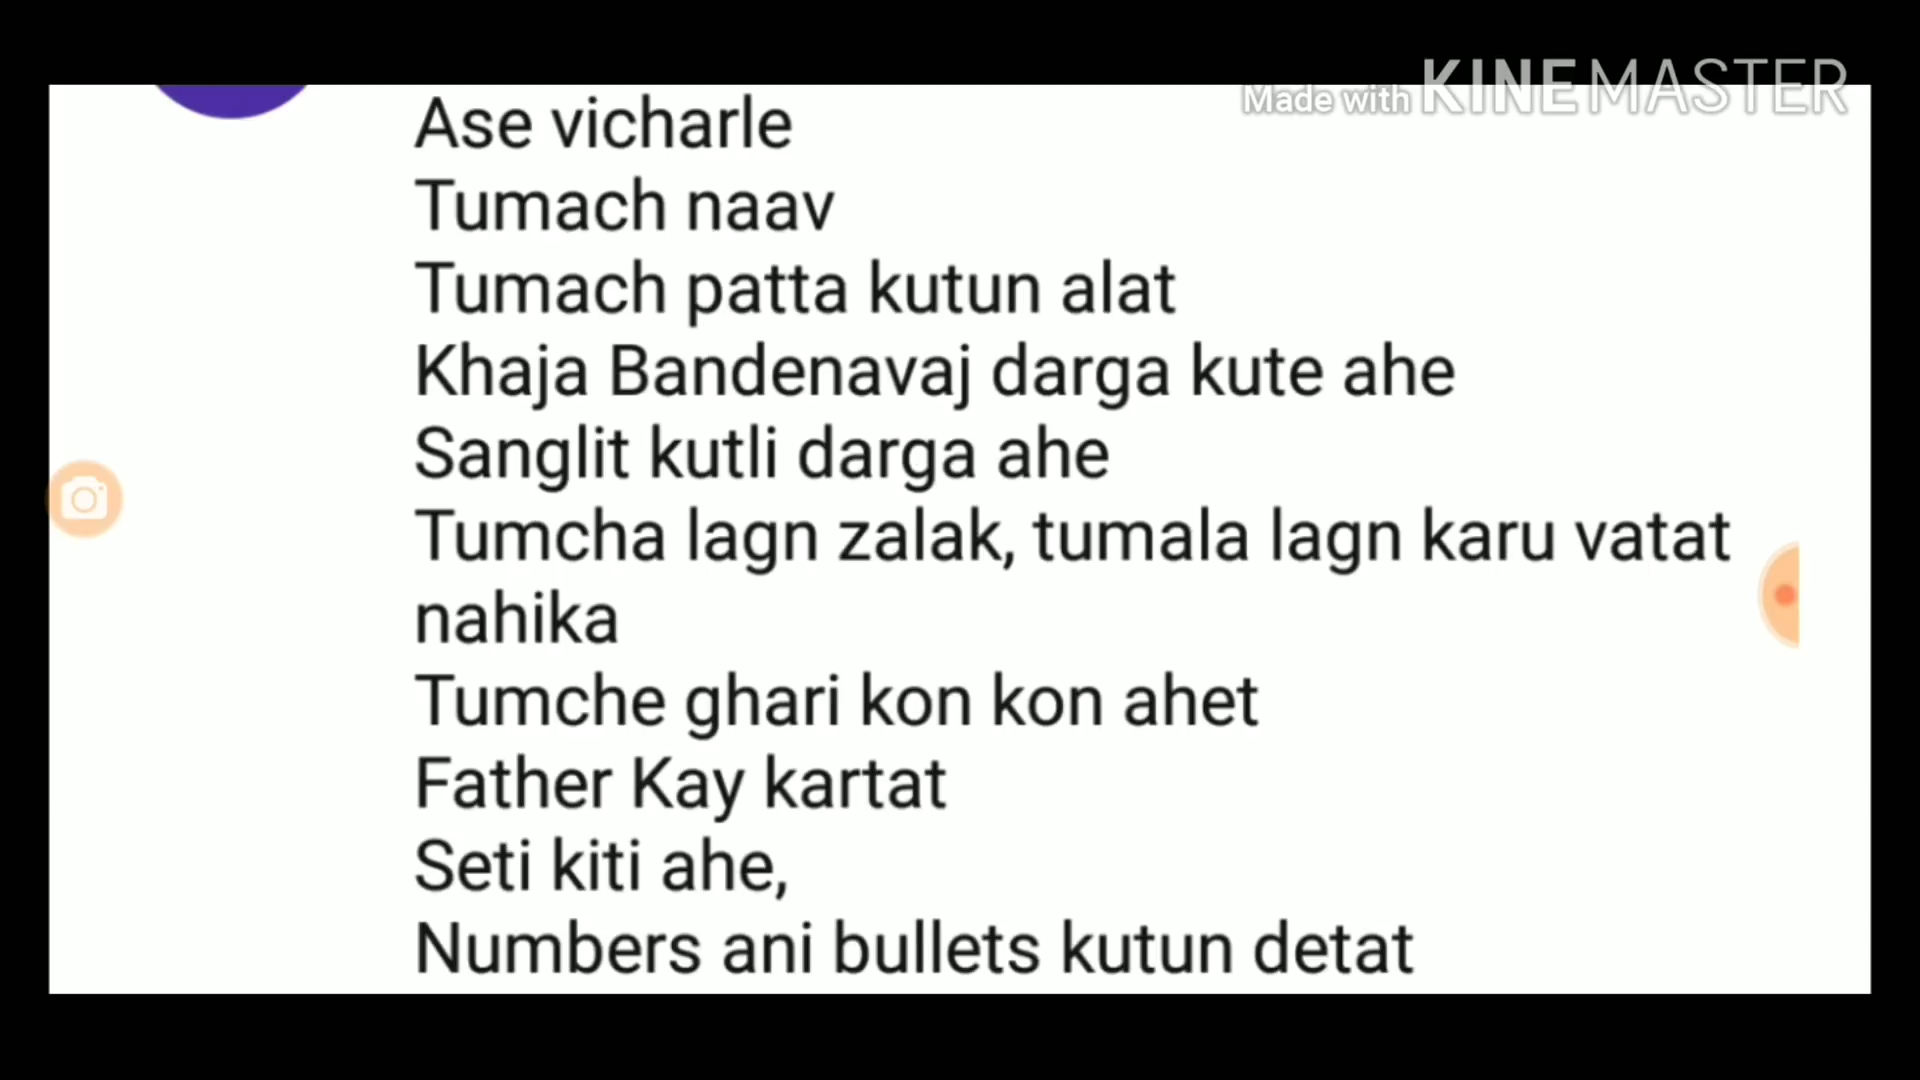 Made with KINEMASTER
Ase vicharle
Tumach naav
Tumach patta kutun alat
Khaja Bandenavaj darga kute ahe
Sanglit kutli darga ahe
Tumcha lagn zalak, tumala lagn karu vatat
nahika
Tumche ghari kon kon ahet
Father Kay kartat
Seti kiti ahe,
Numbers ani bullets kutun detat